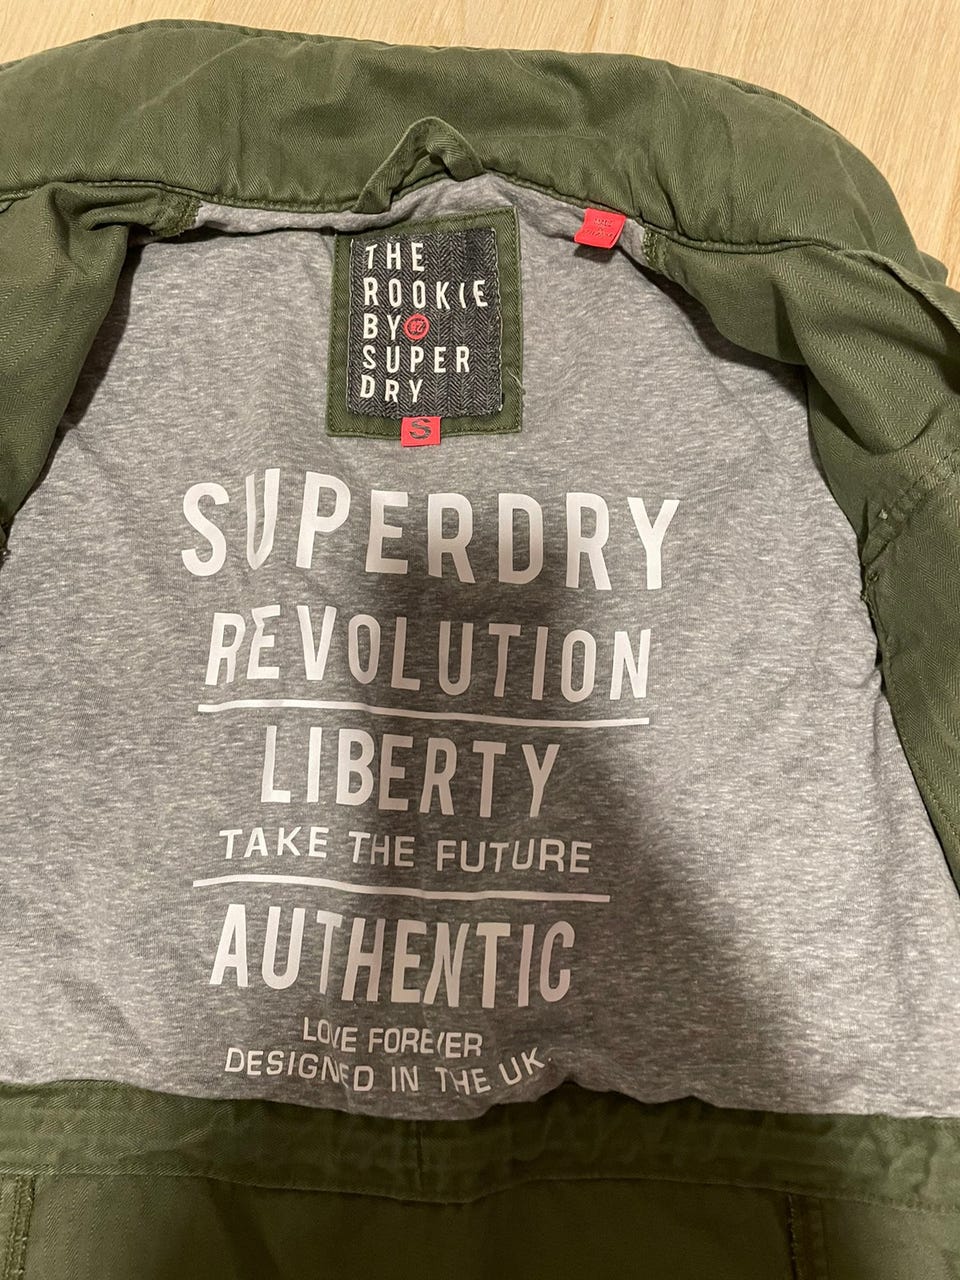 THE
ROOKIE
BY
SUPER
DRY
S
SUPERDRY
REVOLUTION
LIBERTY
TAKE THE FUTURE
AUTHENTIC
LOVE FOREVER
DESIGNED IN THE UK.